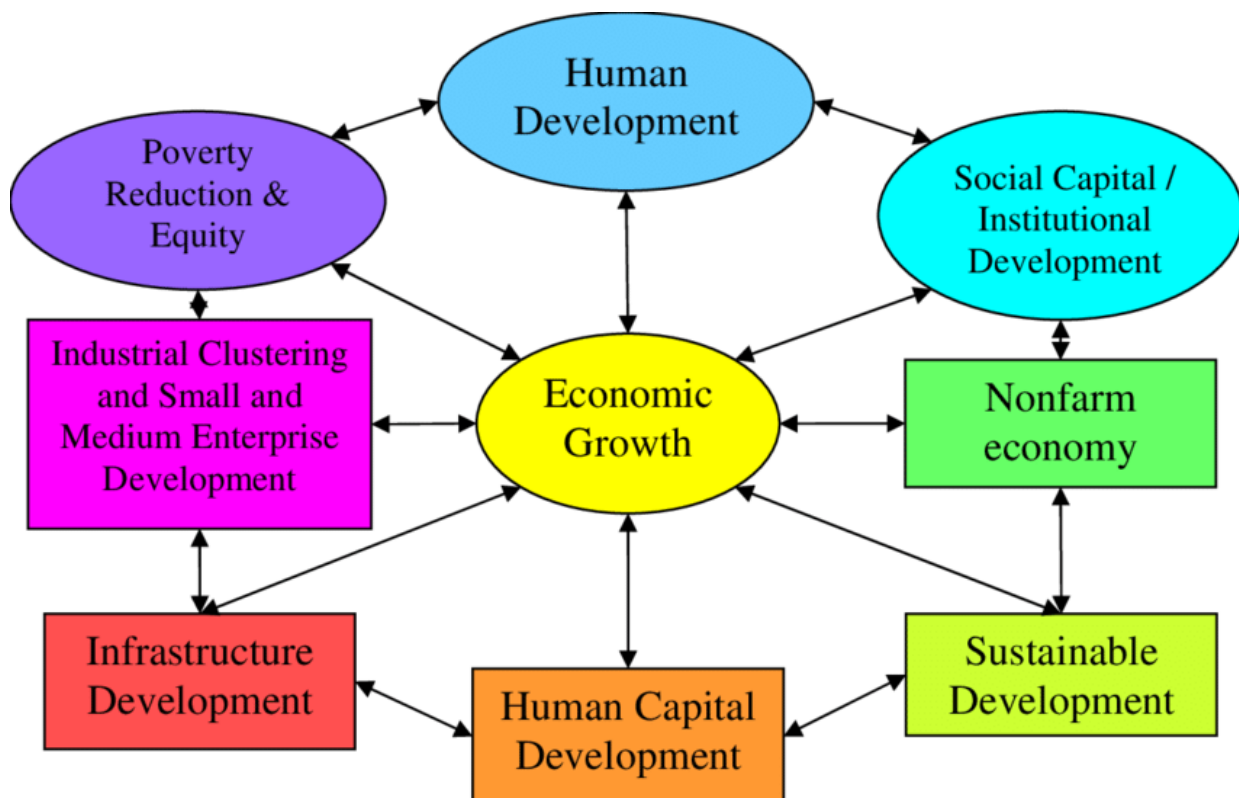 Human
Development
Poverty
Reduction &
Equity
Social Capital /
Institutional
Development
Industrial Clustering
and Small and
Medium Enterprise
Development
Economic
Growth
Nonfarm
economy
Infrastructure
Development
Human Capital
Development
Sustainable
Development